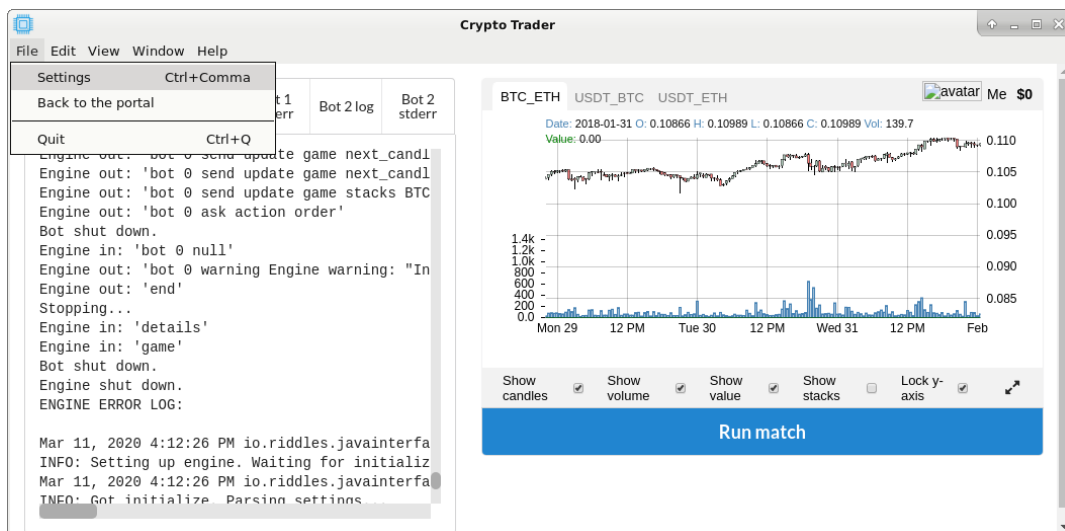 Crypto Trader
File Edit View Window Help
Settings Ctrl+Comma
Back to the portal
Quit Ctrl+Q
t 1
err
Bot 2 log
Bot 2
stderr
Engine out: 'bot 0 send update game next_candl
Engine out: 'bot 0 send update game next_candl
Engine out: 'bot 0 send update game stacks BTC
Engine out: 'bot 0 ask action order'
Bot shut down.
Engine in: 'bot 0 null'
Engine out: 'bot 0 warning Engine warning: "In
Engine out: 'end'
Stopping...
Engine in: 'details'
Engine in: 'game'
Bot shut down.
Engine shut down.
ENGINE ERROR LOG:
Mar 11, 2020 4:12:26 PM io.riddles.javainterfa
INFO: Setting up engine. Waiting for initializ
Mar 11, 2020 4:12:26 PM io.riddles.javainterfa
INFO: Got initialize. Parsing settings...
BTC_ETH USDT_BTC USDT_ETH
avatar Me $0
Date: 2018-01-31 O: 0.10866 H: 0.10989 L: 0.10866 C: 0.10989 Vol: 139.7
Value: 0.00
0.110
0.105
0.100
0.095
0.090
0.085
1.4k
1.2k
1.0k
800
600
400
200
0.0
Mon 29 12 PM Tue 30 12 PM Wed 31 12 PM Feb
Show
candles
Show
volume
Show
value
Show
stacks
Lock y-
axis
Run match